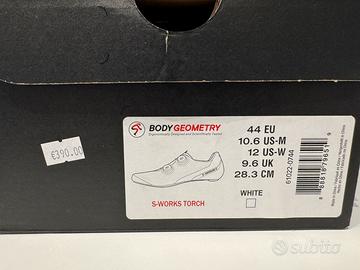 BODY GEOMETRY
Ergonomically Designed and Scientifically Tested
44 EU
10.6 US-M
12 US-W
9.6 UK
28.3 CM
€390.00
S-WORKS TORCH
WHITE
61022-0744
subito